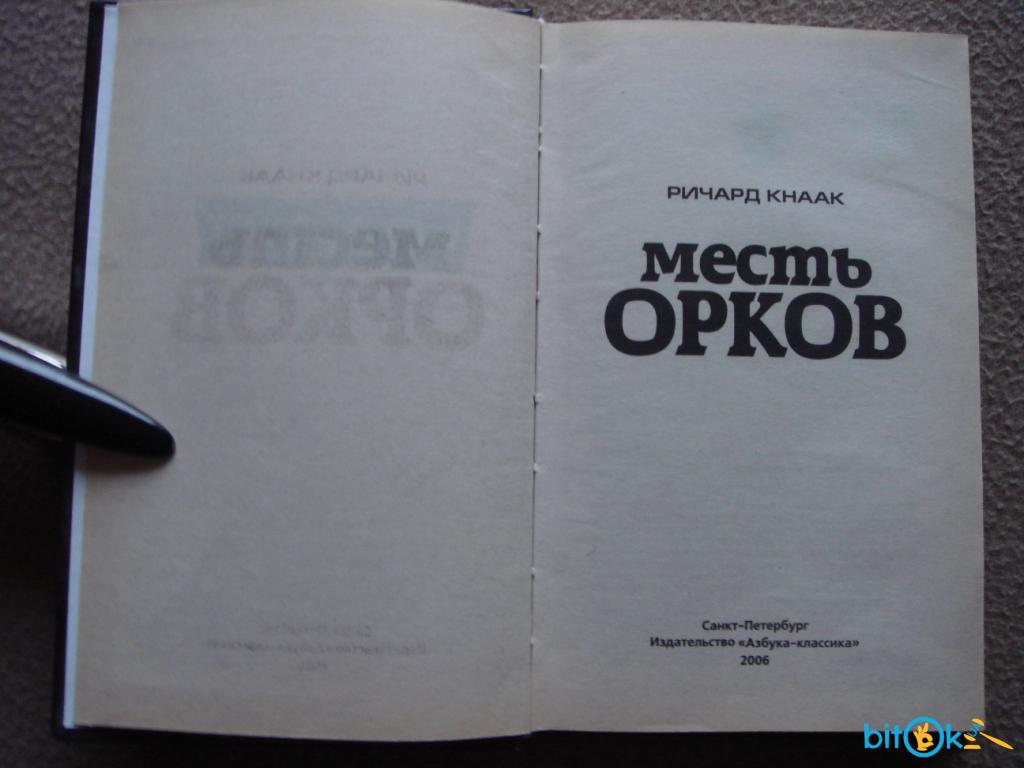 РИЧАРД КНААК
месть
ОРКОВ
Санкт-Петербург
Издательство «Азбука-классика»
2006
bitok